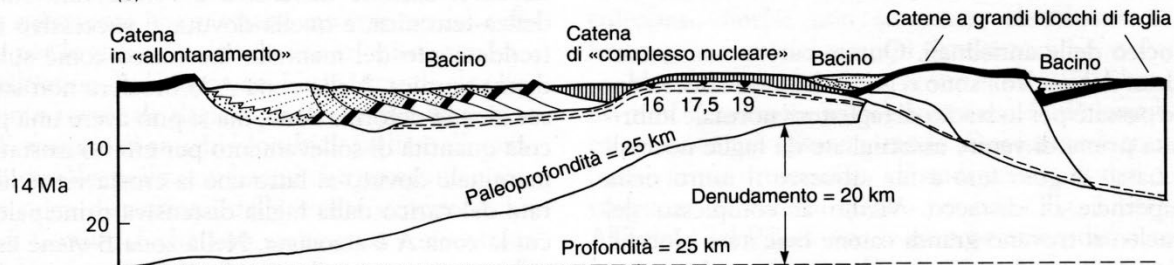 Catene a grandi blocchi di faglia
Catena
in «allontanamento»
Bacino
Catena
di «complesso nucleare»
Bacino
Bacino
16 17,5 19
10
14 Ma
20
Paleoprofondità = 25 km
Denudamento = 20 km
Profondità = 25 km